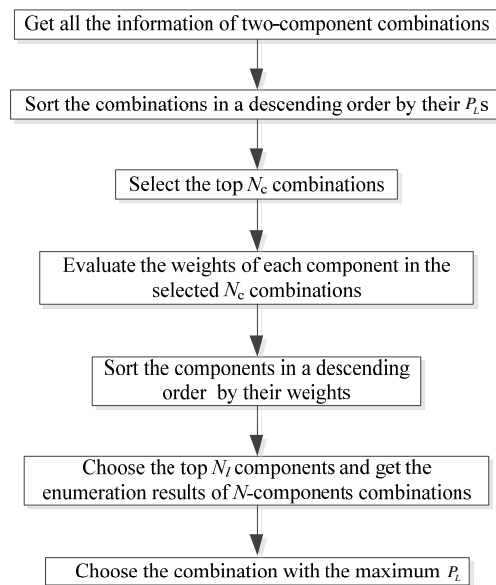 Get all the information of two-component combinations
Sort the combinations in a descending order by their P_L s
Select the top N_c combinations
Evaluate the weights of each component in the
selected N_c combinations
Sort the components in a descending
order by their weights
Choose the top N_l components and get the
enumeration results of N-components combinations
Choose the combination with the maximum P_L